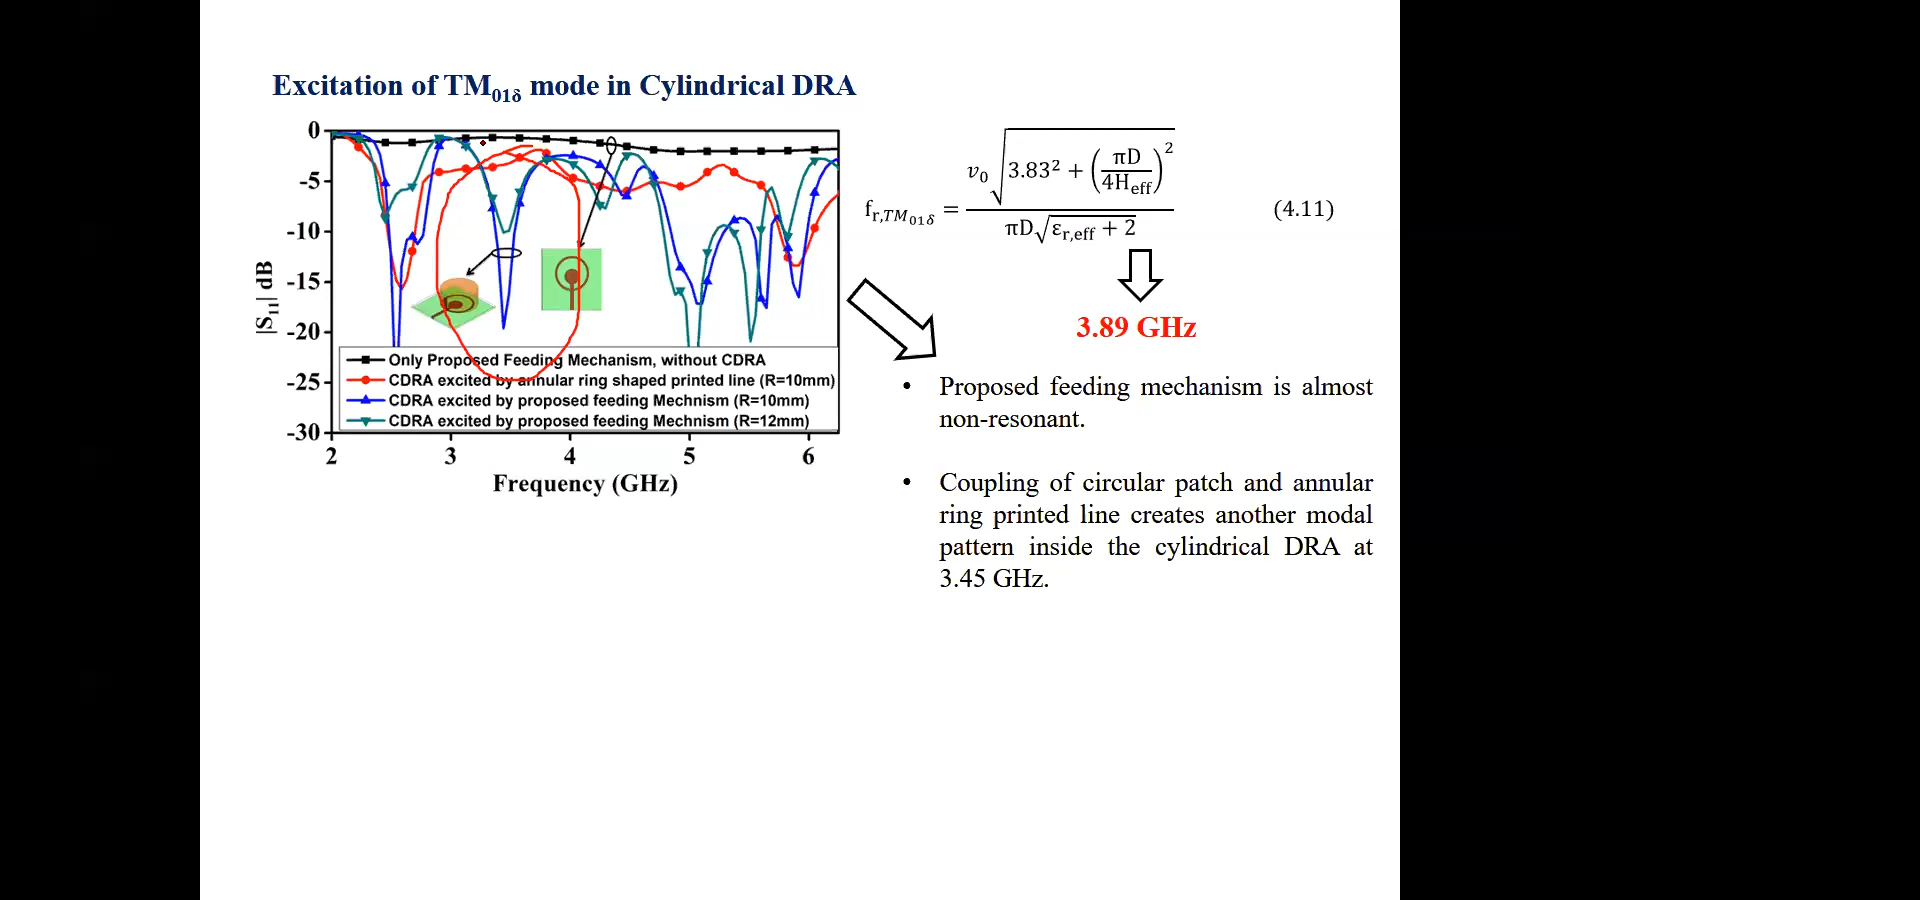 Excitation of TM01δ mode in Cylindrical DRA
0
-5
-10
-15
-20
-25
-30
|S11| dB
Only Proposed Feeding Mechanism, without CDRA
CDRA excited by annular ring shaped printed line (R=10mm)
CDRA excited by proposed feeding Mechnism (R=10mm)
CDRA excited by proposed feeding Mechnism (R=12mm)
2 3 4 5 6
Frequency (GHz)
fr,TM01δ = v0 √(3.83² + (πD/4Heff)²) / πD√(εr,eff + 2) (4.11)
3.89 GHz
• Proposed feeding mechanism is almost
non-resonant.
• Coupling of circular patch and annular
ring printed line creates another modal
pattern inside the cylindrical DRA at
3.45 GHz.